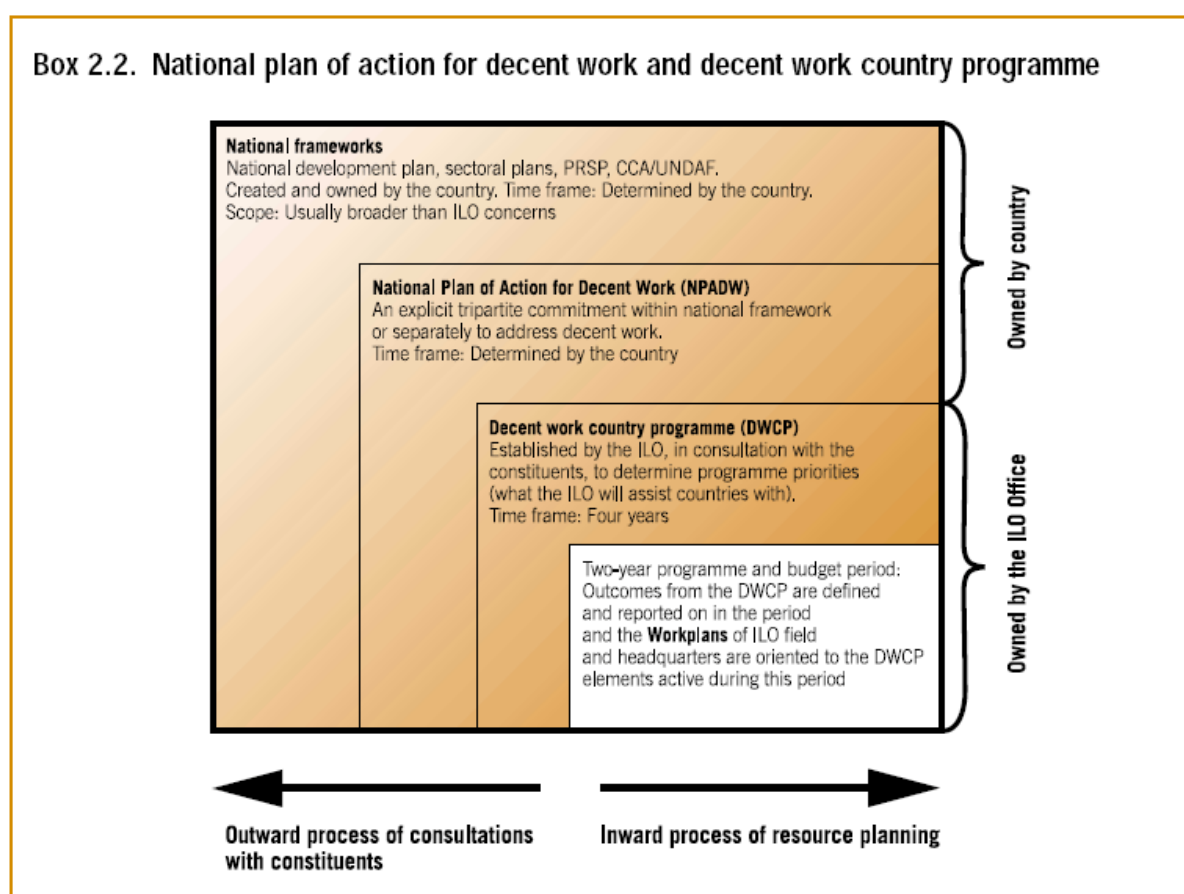 Box 2.2. National plan of action for decent work and decent work country programme
National frameworks
National development plan, sectoral plans, PRSP, CCA/UNDAF.
Created and owned by the country. Time frame: Determined by the country.
Scope: Usually broader than ILO concerns
National Plan of Action for Decent Work (NPADW)
An explicit tripartite commitment within national framework
or separately to address decent work.
Time frame: Determined by the country
Decent work country programme (DWCP)
Established by the ILO, in consultation with the
constituents, to determine programme priorities
(what the ILO will assist countries with).
Time frame: Four years
Two-year programme and budget period:
Outcomes from the DWCP are defined
and reported on in the period
and the Workplans of ILO field
and headquarters are oriented to the DWCP
elements active during this period
Owned by country
Owned by the ILO Office
Outward process of consultations
with constituents
Inward process of resource planning